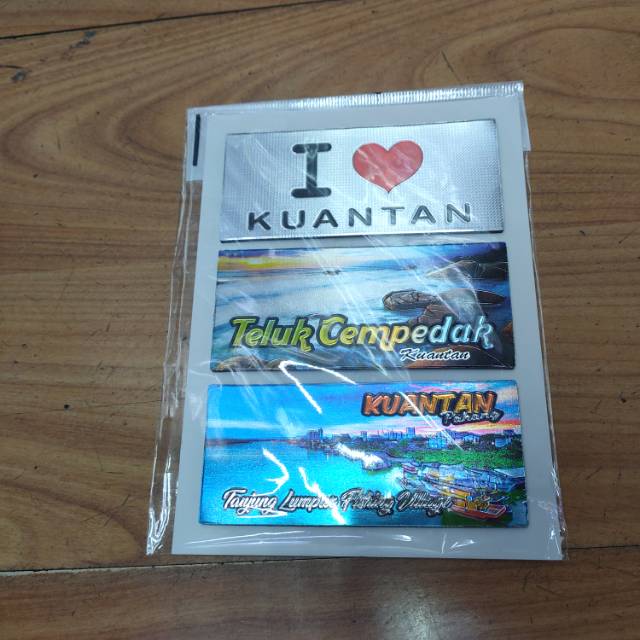 I ❤
KUANTAN
Teluk Cempedak
Kuantan
KUANTAN
Pahang
Tanjung Lumpur Fishing Village